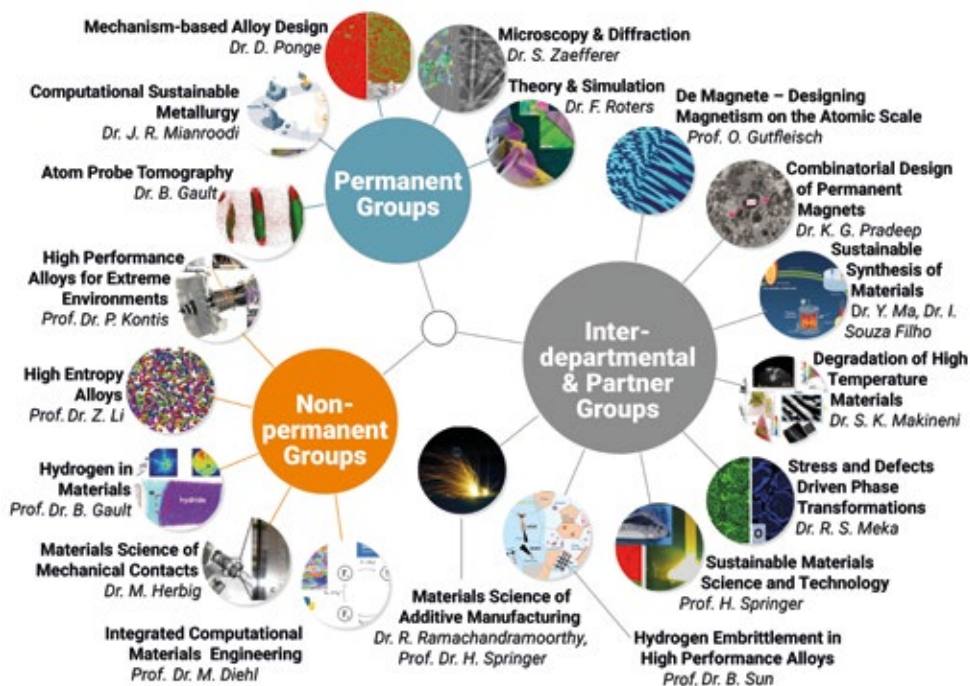 Mechanism-based Alloy Design
Dr. D. Ponge
Microscopy & Diffraction
Dr. S. Zaefferer
Computational Sustainable
Metallurgy
Dr. J. R. Mianroodi
Theory & Simulation
Dr. F. Roters
Atom Probe Tomography
Dr. B. Gault
Permanent
Groups
De Magnete – Designing
Magnetism on the Atomic Scale
Prof. O. Gutfleisch
Combinatorial Design
of Permanent
Magnets
Dr. K. G. Pradeep
Sustainable
Synthesis of
Materials
Dr. Y. Ma, Dr. I.
Souza Filho
Inter-
departmental
& Partner
Groups
Degradation of High
Temperature
Materials
Dr. S. K. Makineni
Stress and Defects
Driven Phase
Transformations
Dr. R. S. Meka
Sustainable Materials
Science and Technology
Prof. H. Springer
Hydrogen Embrittlement in
High Performance Alloys
Prof. Dr. B. Sun
Materials Science of
Additive Manufacturing
Dr. R. Ramachandramoorthy,
Prof. Dr. H. Springer
High Performance
Alloys for Extreme
Environments
Prof. Dr. P. Kontis
High Entropy
Alloys
Prof. Dr. Z. Li
Non-
permanent
Groups
Hydrogen in
Materials
Prof. Dr. B. Gault
hydride
Materials Science of
Mechanical Contacts
Dr. M. Herbig
Integrated Computational
Materials Engineering
Prof. Dr. M. Diehl